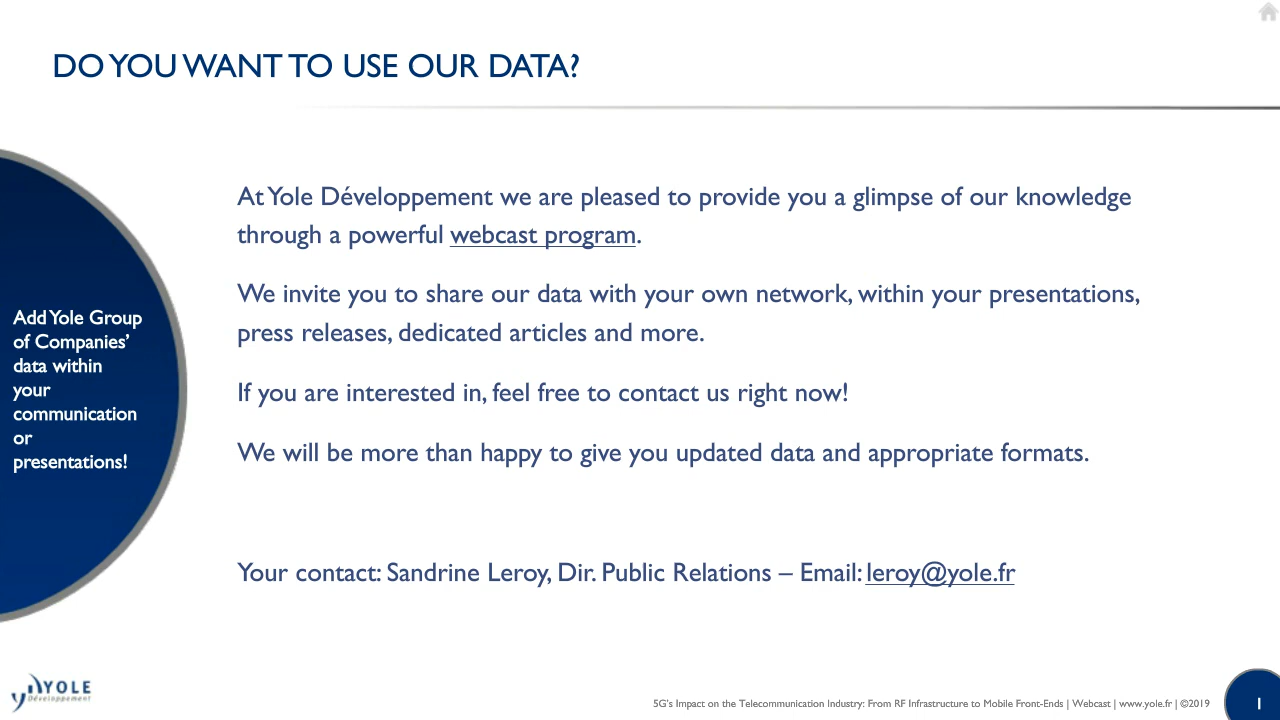 DO YOU WANT TO USE OUR DATA?
At Yole Développement we are pleased to provide you a glimpse of our knowledge
through a powerful webcast program.
We invite you to share our data with your own network, within your presentations,
press releases, dedicated articles and more.
If you are interested in, feel free to contact us right now!
We will be more than happy to give you updated data and appropriate formats.
Your contact: Sandrine Leroy, Dir. Public Relations – Email: leroy@yole.fr
Add Yole Group
of Companies’
data within
your
communication
or
presentations!
YOLE
Développement
5G's Impact on the Telecommunication Industry: From RF Infrastructure to Mobile Front-Ends | Webcast | www.yole.fr | ©2019
1